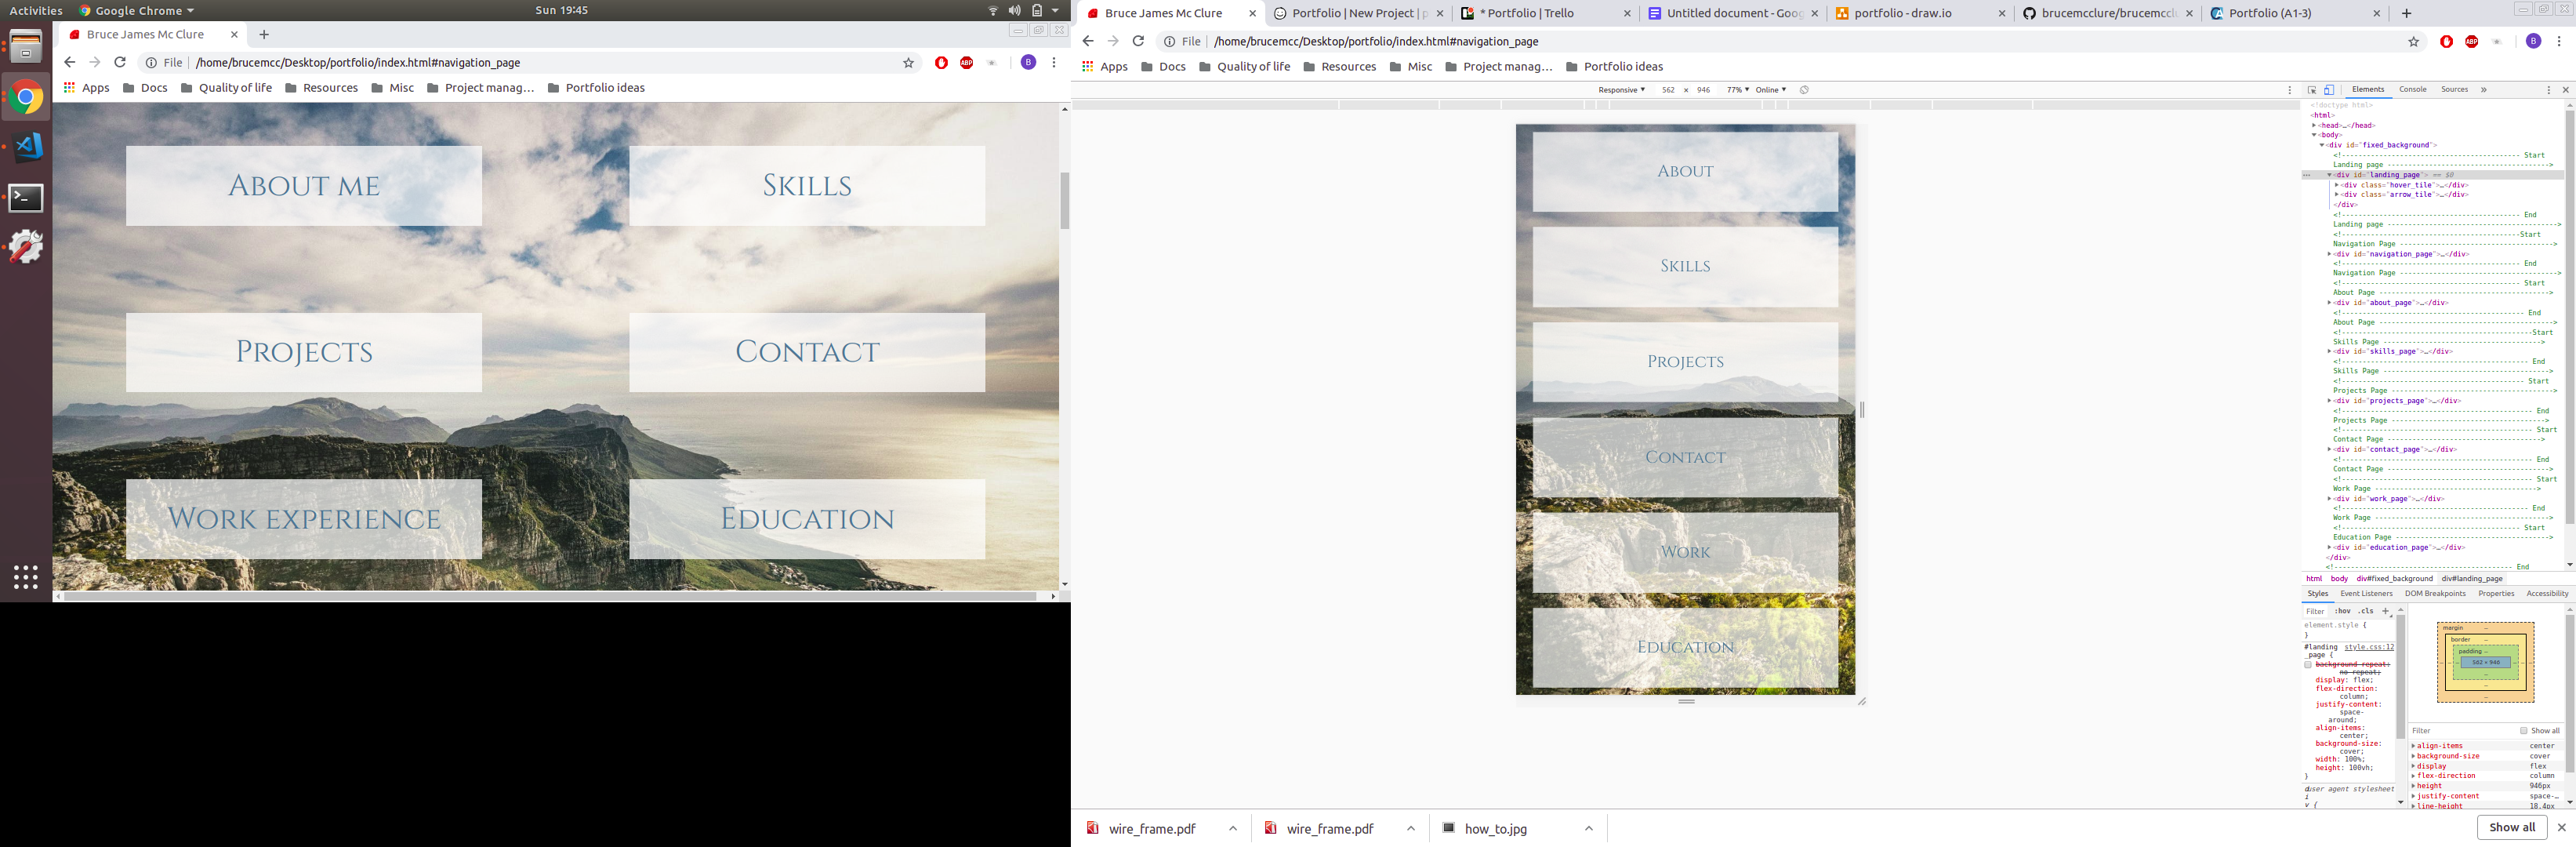 Activities
Google Chrome
Sun 19:45
Bruce James Mc Clure
File
/home/brucemcc/Desktop/portfolio/index.html#navigation_page
ABP
B
Apps
Docs
Quality of life
Resources
Misc
Project manag...
Portfolio ideas
About me
Skills
Projects
Contact
Work experience
Education
Bruce James Mc Clure
Portfolio | New Project | p
* Portfolio | Trello
Untitled document - Goog
portfolio - draw.io
brucemcclure/brucemccl
Portfolio (A1-3)
File
/home/brucemcc/Desktop/portfolio/index.html#navigation_page
ABP
B
Apps
Docs
Quality of life
Resources
Misc
Project manag...
Portfolio ideas
Responsive
562 × 946
77%
Online
About
Skills
Projects
Contact
Work
Education
Elements
Console
Sources
»
<!doctype html>
<html>
<head>…</head>
<body>
<div id="fixed_background">
<!----------------------------------------- Start
Landing page -------------------------------------->
<div id="landing_page"> == $0
<div class="hover_tile">…</div>
<div class="arrow_tile">…</div>
</div>
<!----------------------------------------- End
Landing page ---------------------------------------->
<!-----------------------------------------Start
Navigation Page ------------------------------------>
<div id="navigation_page">…</div>
<!----------------------------------------- End
Navigation Page ------------------------------------->
<!----------------------------------------- Start
About Page ---------------------------------------->
<div id="about_page">…</div>
<!------------------------------------------ End
About Page ----------------------------------------->
<!--------------------------------------------Start
Skills Page -------------------------------------->
<div id="skills_page">…</div>
<!------------------------------------------- End
Skills Page --------------------------------------->
<!------------------------------------------ Start
Projects Page -------------------------------------->
<div id="projects_page">…</div>
<!-------------------------------------------- End
Projects Page ------------------------------------->
<!-------------------------------------------- Start
Contact Page ------------------------------------>
<div id="contact_page">…</div>
<!--------------------------------------------- End
Contact Page -------------------------------------->
<!-------------------------------------------- Start
Work Page -------------------------------------->
<div id="work_page">…</div>
<!-------------------------------------------- End
Work Page ----------------------------------------->
<!------------------------------------------ Start
Education Page ------------------------------------>
<div id="education_page">…</div>
</div>
<!--------------------------------------- End
html
body
div#fixed_background
div#landing_page
Styles
Event Listeners
DOM Breakpoints
Properties
Accessibility
Filter
:hov
.cls
+
element.style {
}
#landing_page {
style.css:12
background-repeat: no-repeat;
display: flex;
flex-direction: column;
justify-content: space-around;
align-items: center;
background-size: cover;
width: 100%;
height: 100vh;
}
user agent stylesheet
v {
margin
border
padding
562 × 946
Filter
Show all
align-items center
background-size cover
display flex
flex-direction column
height 946px
justify-content space-…
line-height 18.4px
wire_frame.pdf
wire_frame.pdf
how_to.jpg
Show all